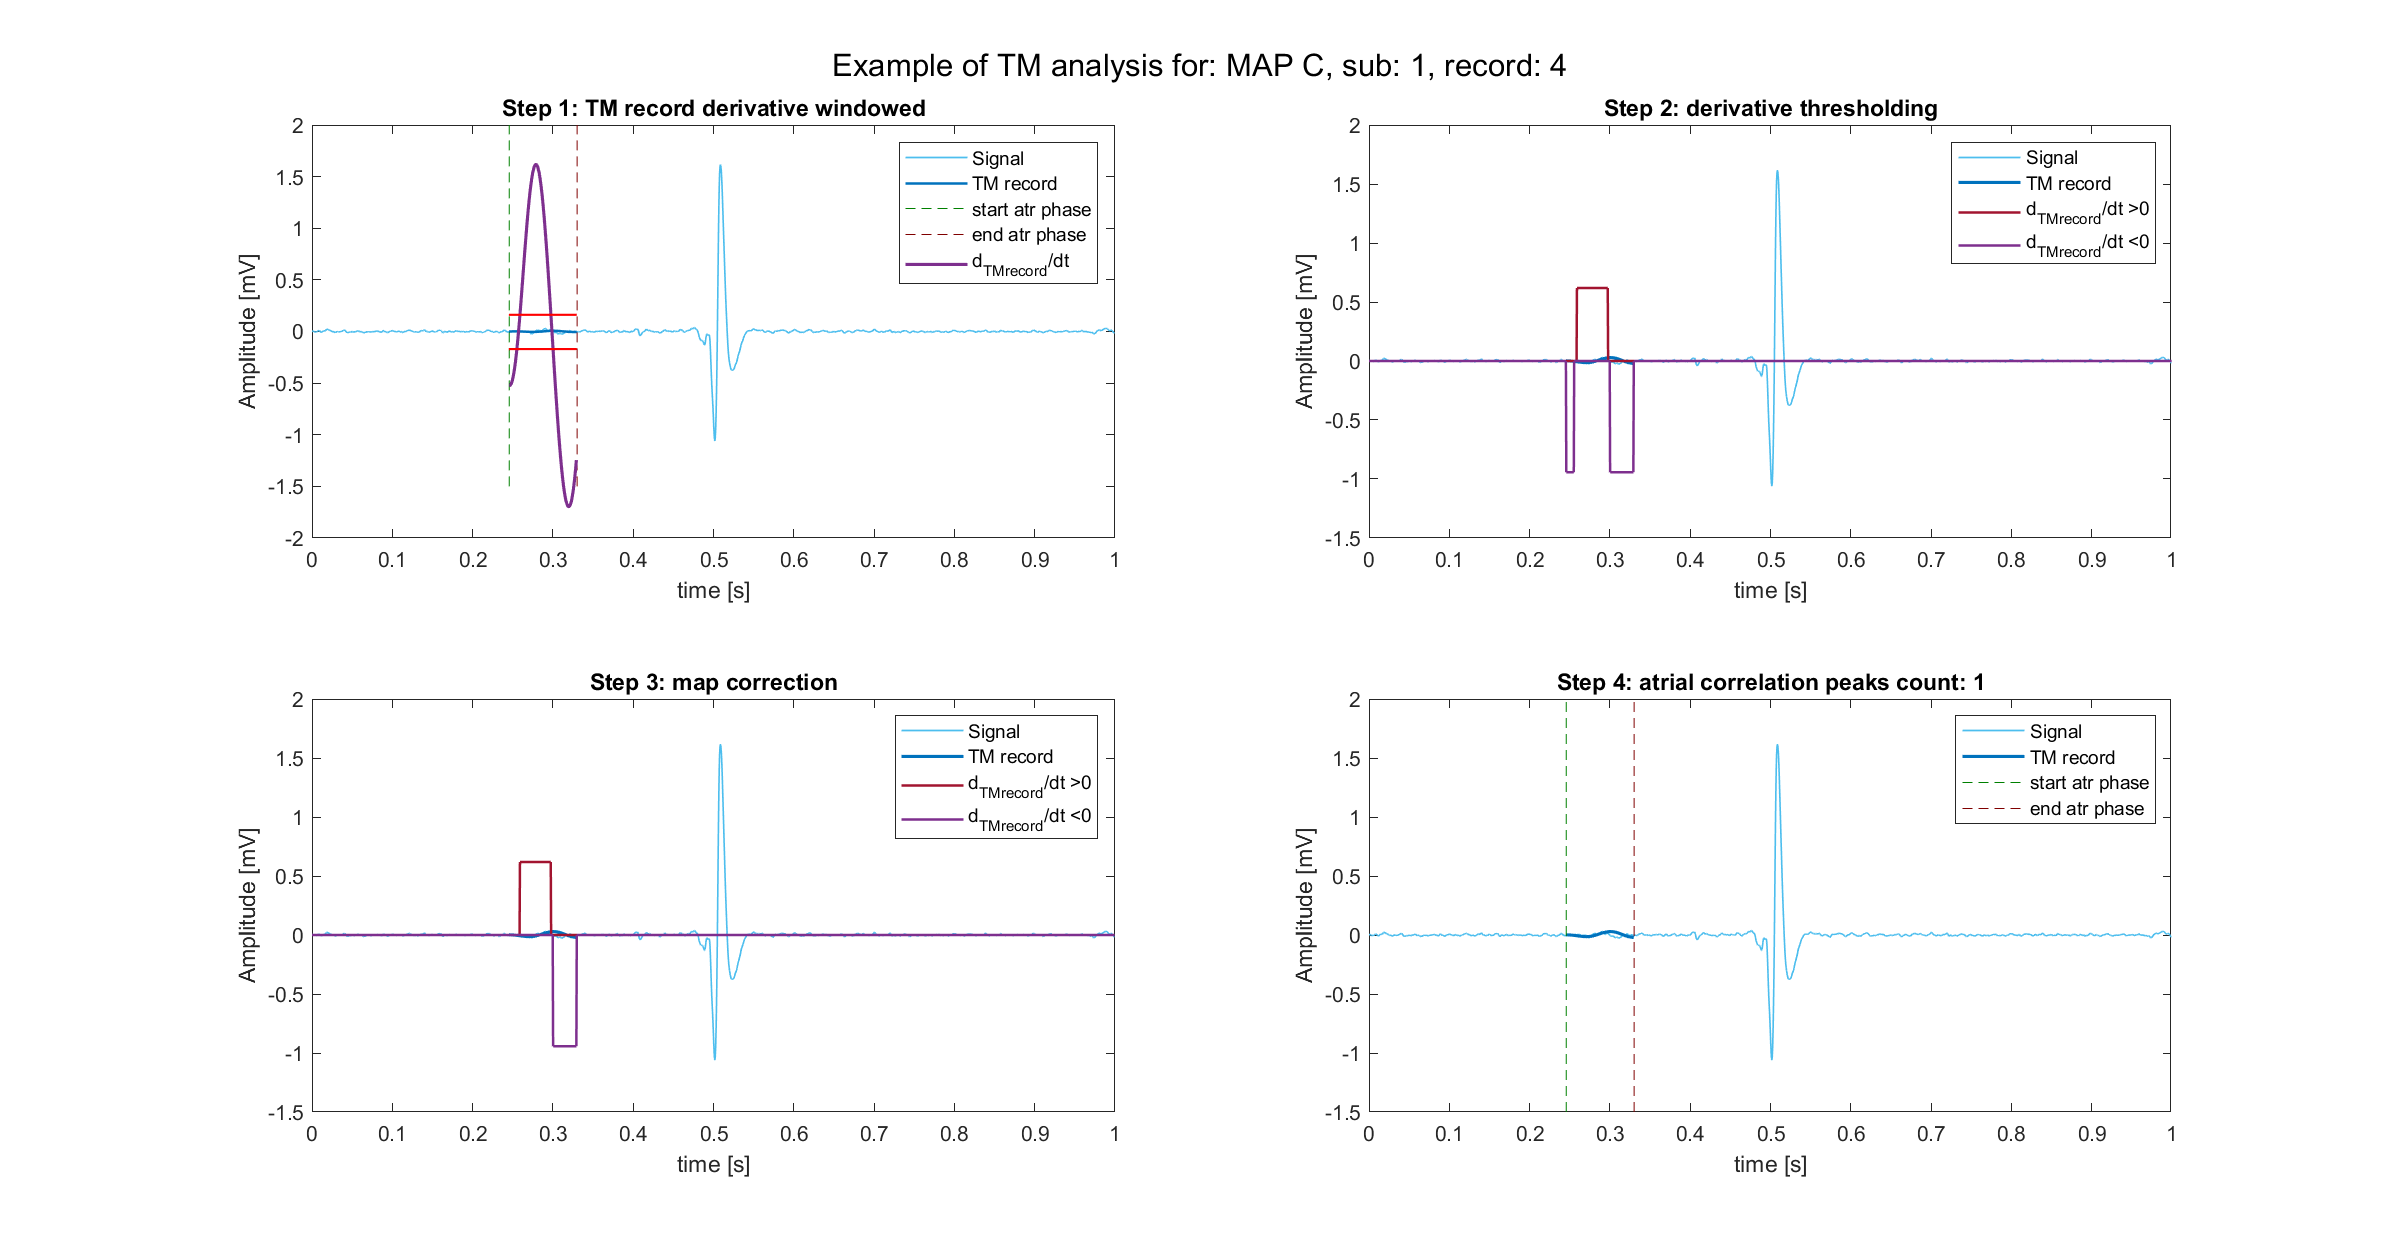 Example of TM analysis for: MAP C, sub: 1, record: 4
Step 1: TM record derivative windowed
2
1.5
1
0.5
0
-0.5
-1
-1.5
-2
Amplitude [mV]
0 0.1 0.2 0.3 0.4 0.5 0.6 0.7 0.8 0.9 1
time [s]
Signal
TM record
start atr phase
end atr phase
dTMrecord/dt
Step 2: derivative thresholding
2
1.5
1
0.5
0
-0.5
-1
-1.5
Amplitude [mV]
0 0.1 0.2 0.3 0.4 0.5 0.6 0.7 0.8 0.9 1
time [s]
Signal
TM record
dTMrecord/dt >0
dTMrecord/dt <0
Step 3: map correction
2
1.5
1
0.5
0
-0.5
-1
-1.5
Amplitude [mV]
0 0.1 0.2 0.3 0.4 0.5 0.6 0.7 0.8 0.9 1
time [s]
Signal
TM record
dTMrecord/dt >0
dTMrecord/dt <0
Step 4: atrial correlation peaks count: 1
2
1.5
1
0.5
0
-0.5
-1
-1.5
Amplitude [mV]
0 0.1 0.2 0.3 0.4 0.5 0.6 0.7 0.8 0.9 1
time [s]
Signal
TM record
start atr phase
end atr phase